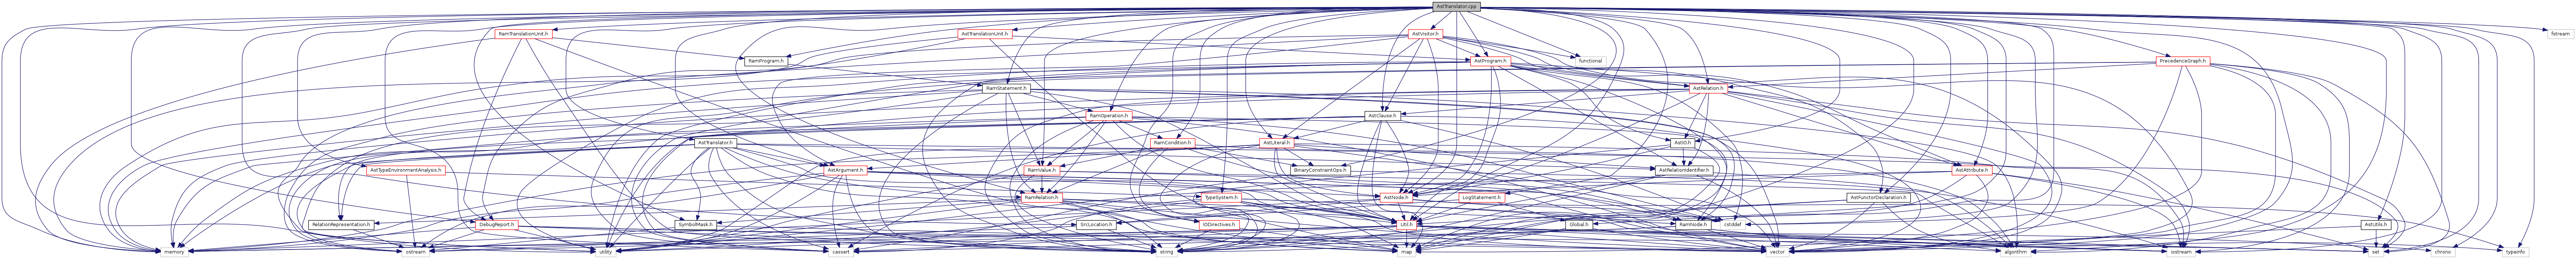 AstTranslator.cpp
RamTranslationUnit.h
AstTranslationUnit.h
AstVisitor.h
fstream
RamProgram.h
functional
AstProgram.h
PrecedenceGraph.h
RamStatement.h
AstRelation.h
RamOperation.h
AstClause.h
AstTranslator.h
RamCondition.h
AstLiteral.h
AstIO.h
AstTypeEnvironmentAnalysis.h
AstArgument.h
RamValue.h
BinaryConstraintOps.h
AstRelationIdentifier.h
AstAttribute.h
RamRelation.h
TypeSystem.h
AstNode.h
LogStatement.h
AstFunctorDeclaration.h
RelationRepresentation.h
DebugReport.h
SymbolMask.h
SrcLocation.h
IODirectives.h
Util.h
Global.h
RamNode.h
cstddef
AstUtils.h
memory
ostream
utility
cassert
string
map
vector
algorithm
iostream
set
chrono
typeinfo